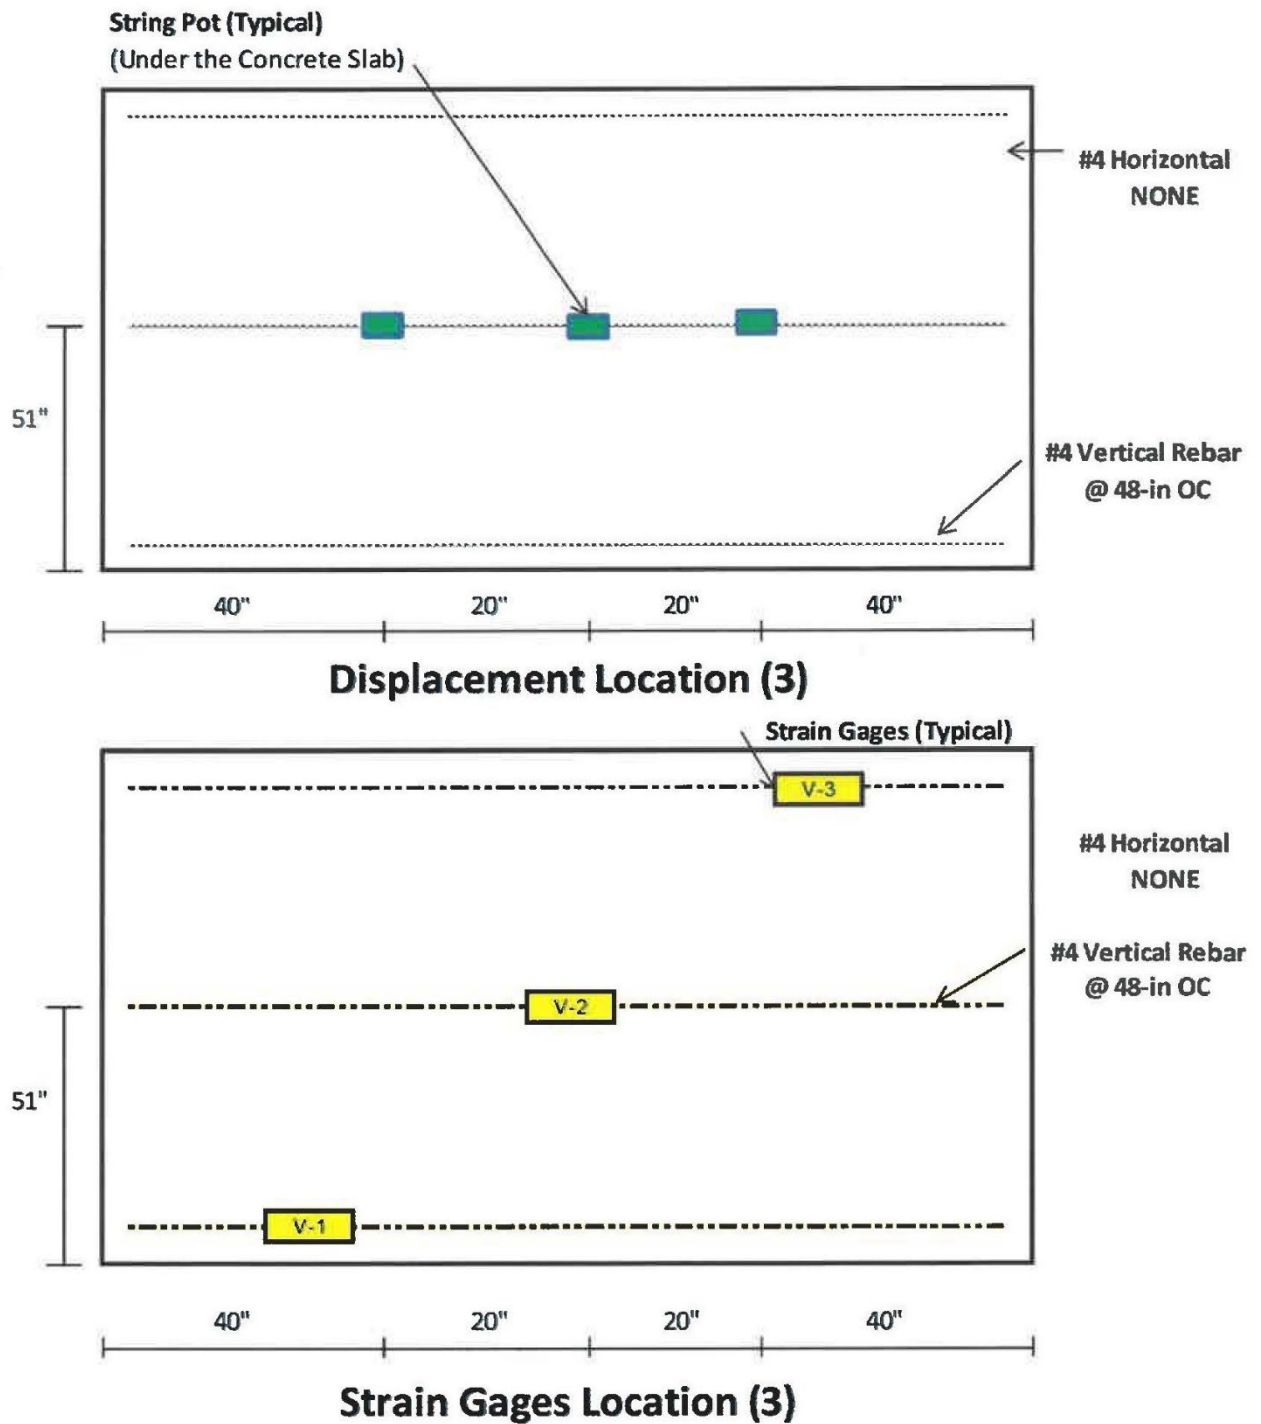 String Pot (Typical)
(Under the Concrete Slab)
#4 Horizontal
NONE
51"
#4 Vertical Rebar
@ 48-in OC
40"
20"
20"
40"
Displacement Location (3)
Strain Gages (Typical)
V-3
#4 Horizontal
NONE
#4 Vertical Rebar
@ 48-in OC
V-2
51"
V-1
40"
20"
20"
40"
Strain Gages Location (3)